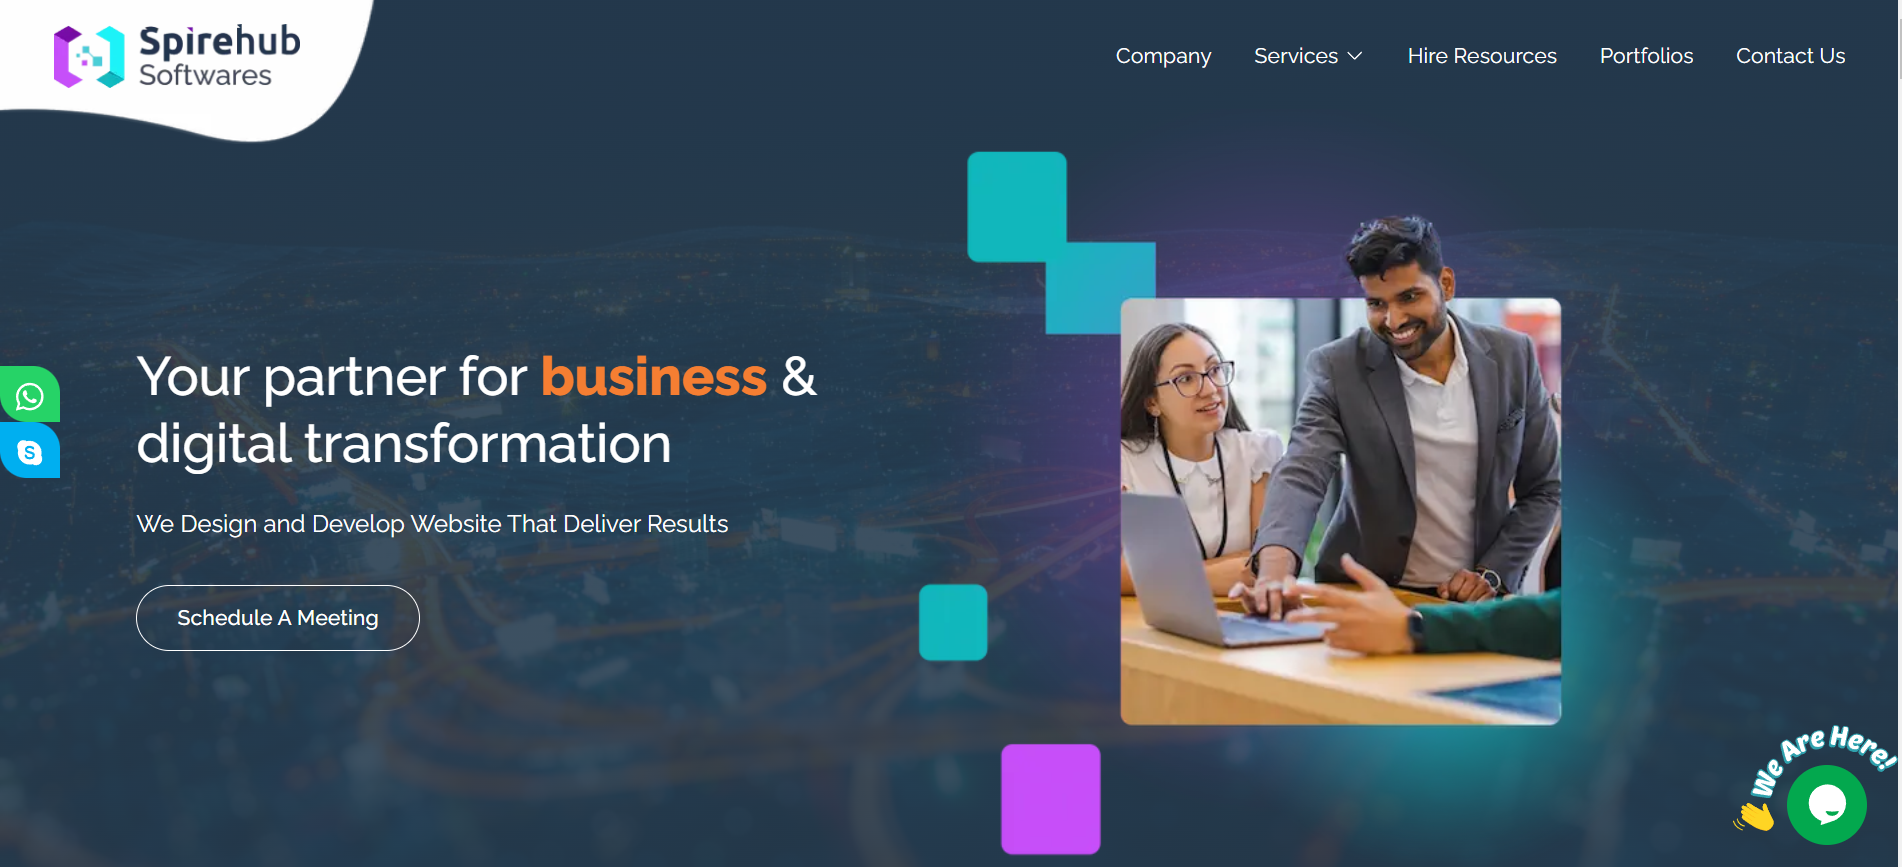 Spirehub
Softwares
Company
Services
Hire Resources
Portfolios
Contact Us
Your partner for business &
digital transformation
We Design and Develop Website That Deliver Results
Schedule A Meeting
We Are Here!